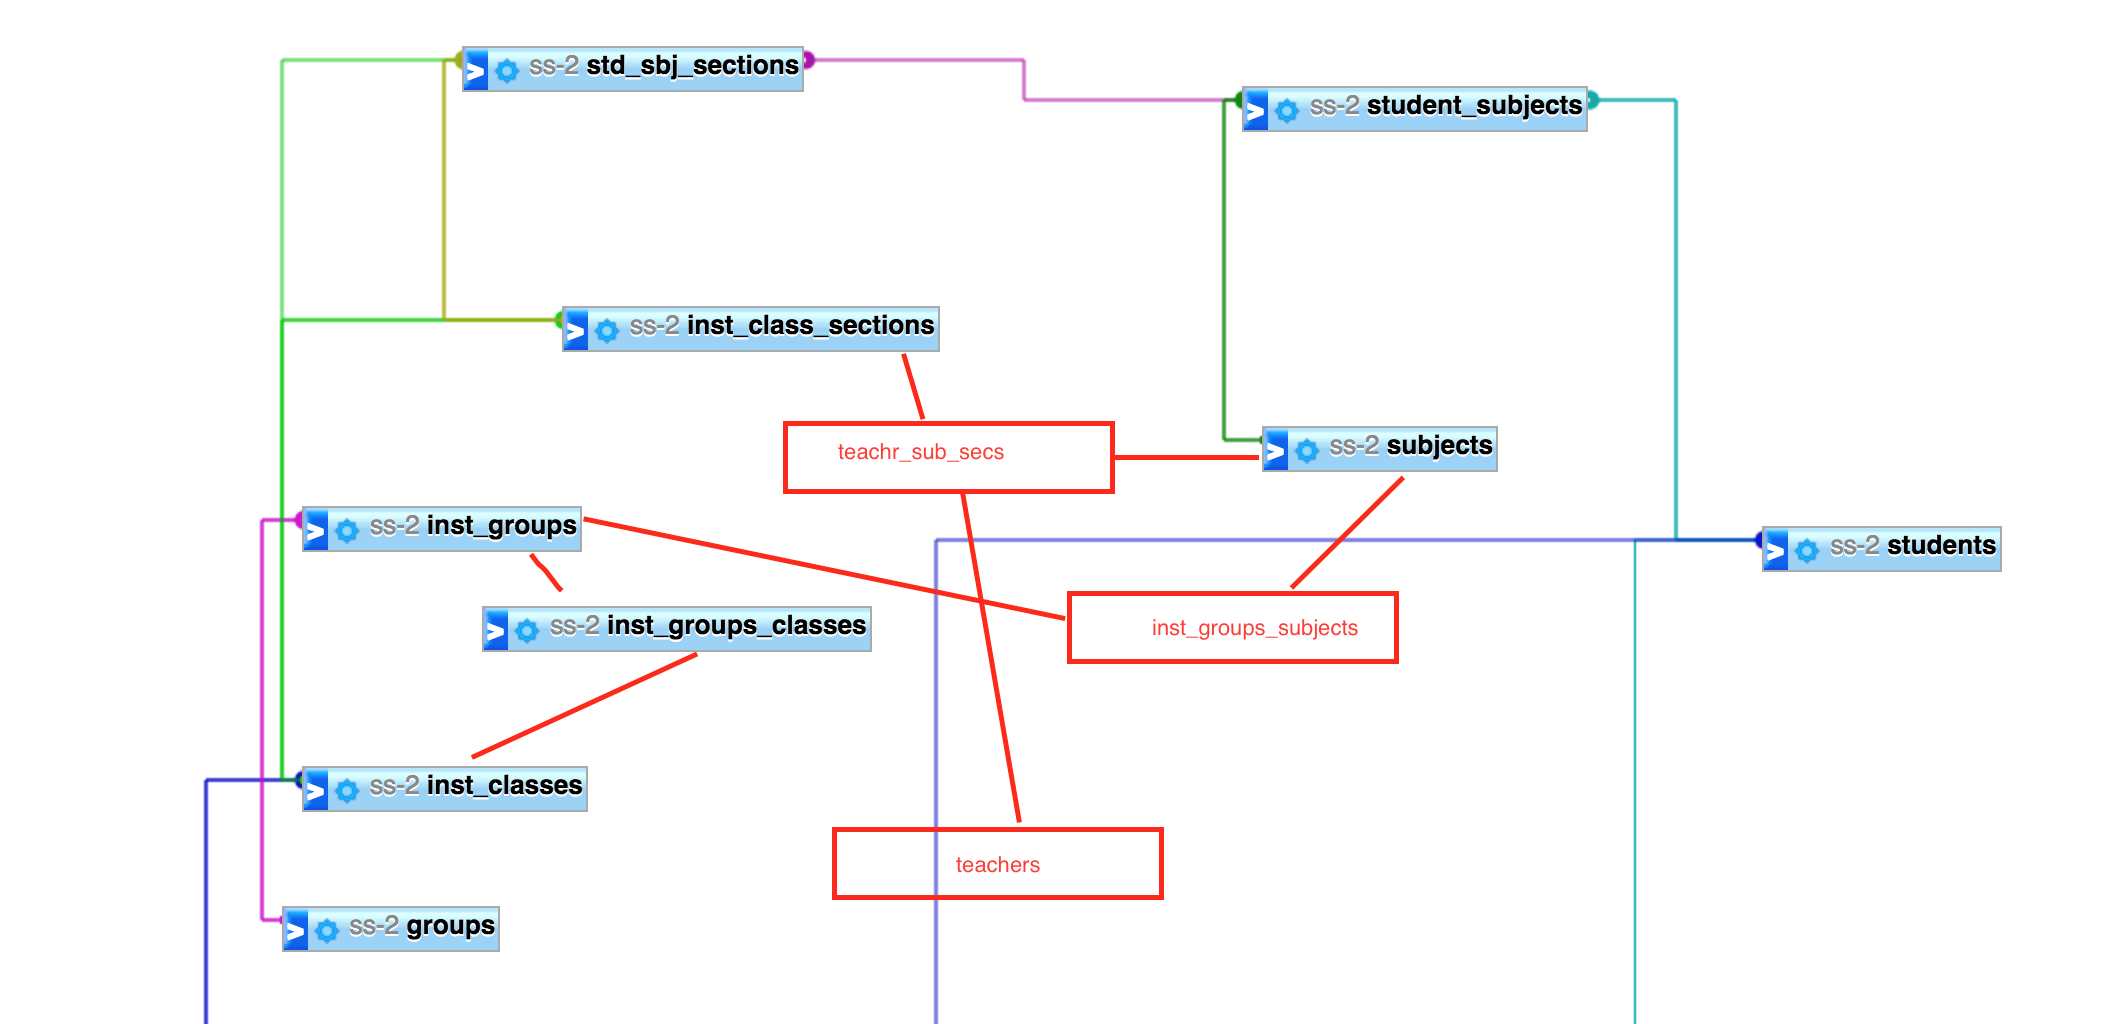 ss-2 std_sbj_sections
ss-2 student_subjects
ss-2 inst_class_sections
teachr_sub_secs
ss-2 subjects
ss-2 inst_groups
ss-2 students
ss-2 inst_groups_classes
inst_groups_subjects
ss-2 inst_classes
teachers
ss-2 groups